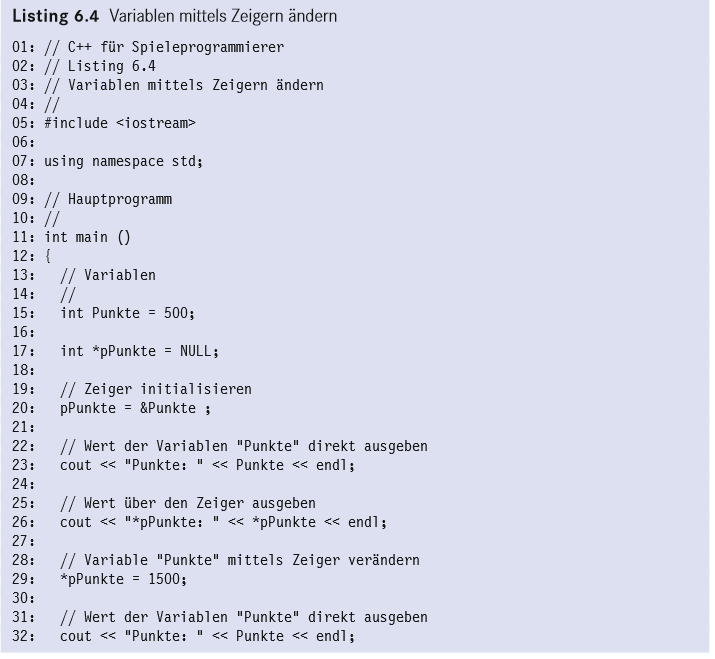 Listing 6.4 Variablen mittels Zeigern ändern
01: // C++ für Spieleprogrammierer
02: // Listing 6.4
03: // Variablen mittels Zeigern ändern
04: //
05: #include <iostream>
06:
07: using namespace std;
08:
09: // Hauptprogramm
10: //
11: int main ()
12: {
13:   // Variablen
14:   //
15:   int Punkte = 500;
16:
17:   int *pPunkte = NULL;
18:
19:   // Zeiger initialisieren
20:   pPunkte = &Punkte ;
21:
22:   // Wert der Variablen "Punkte" direkt ausgeben
23:   cout << "Punkte: " << Punkte << endl;
24:
25:   // Wert über den Zeiger ausgeben
26:   cout << "*pPunkte: " << *pPunkte << endl;
27:
28:   // Variable "Punkte" mittels Zeiger verändern
29:   *pPunkte = 1500;
30:
31:   // Wert der Variablen "Punkte" direkt ausgeben
32:   cout << "Punkte: " << Punkte << endl;